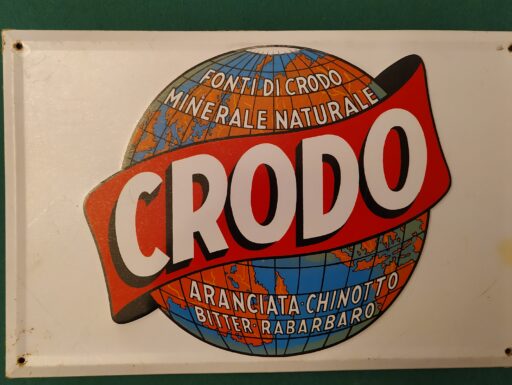 FONTI DI CRODO
MINERALE NATURALE
CRODO
ARANCIATA·CHINOTTO
BITTER·RABARBARO